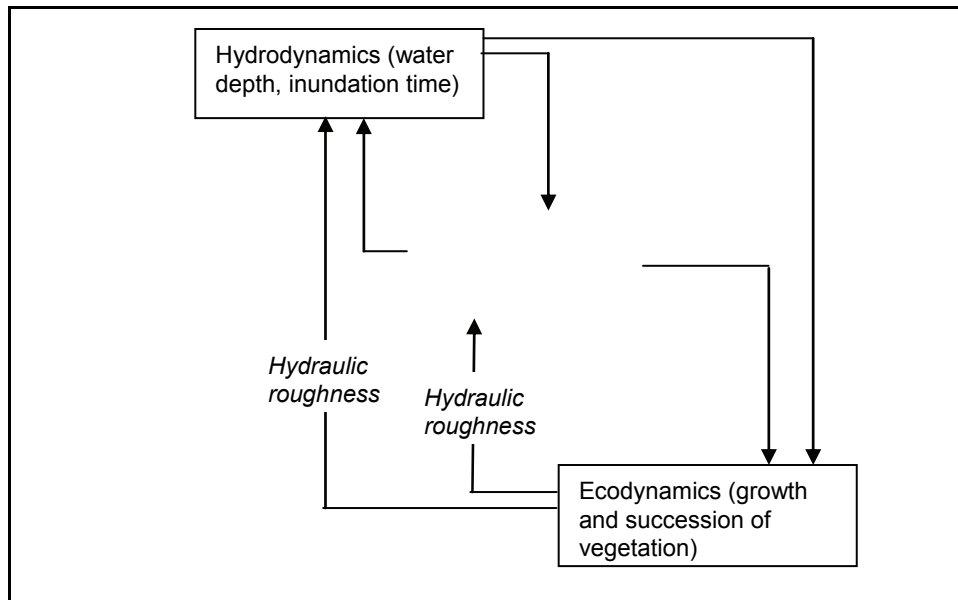 Hydrodynamics (water
depth, inundation time)
Hydraulic
roughness
Hydraulic
roughness
Ecodynamics (growth
and succession of
vegetation)